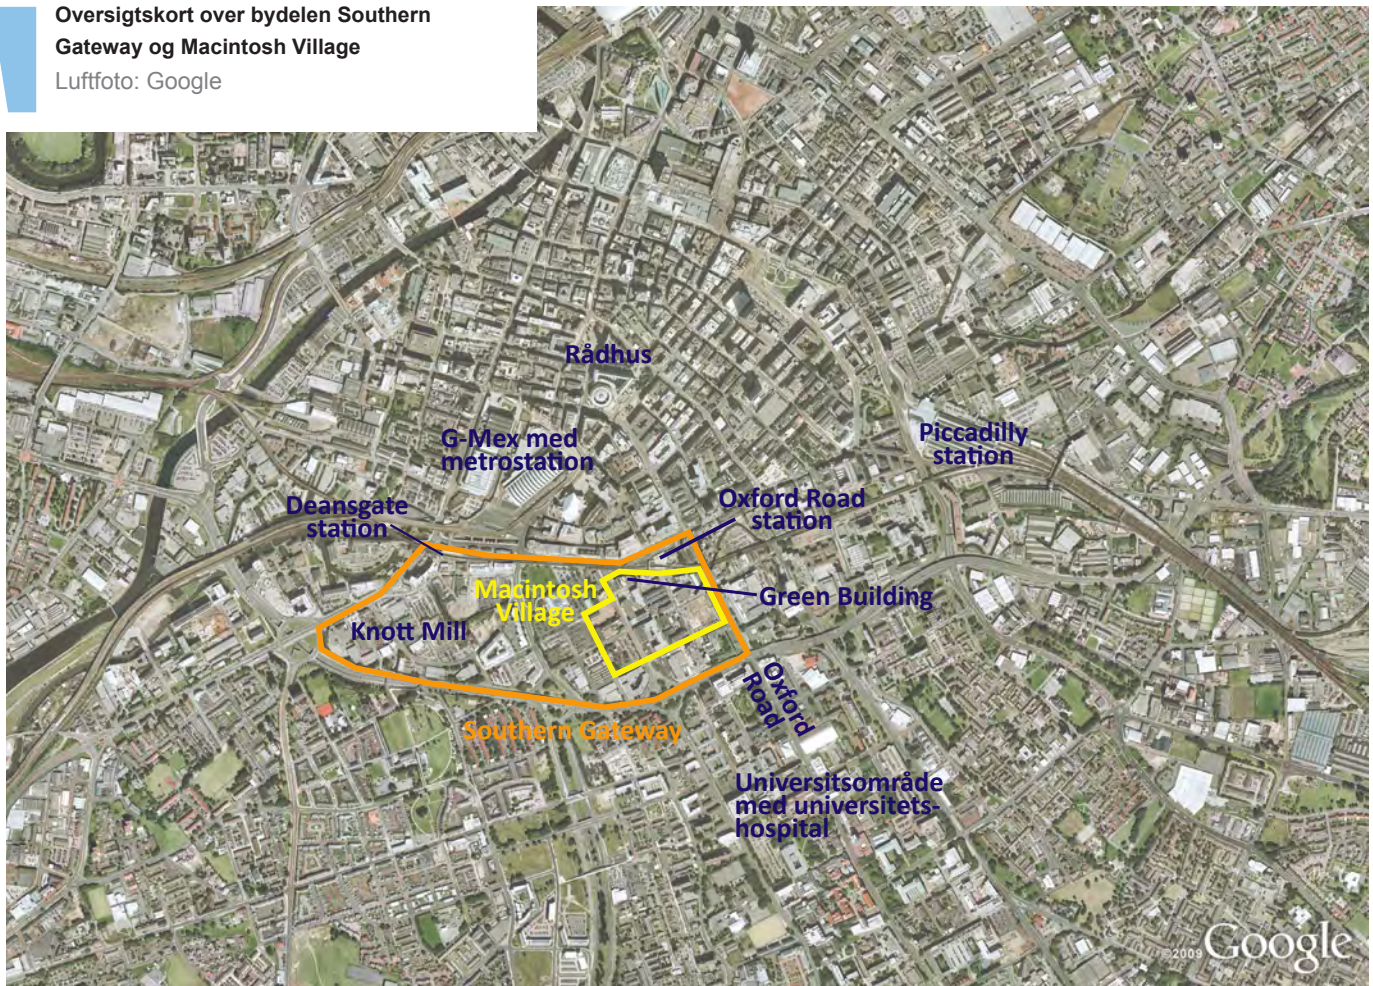 Oversigtskort over bydelen Southern
Gateway og Macintosh Village
Luftfoto: Google
Rådhus
G-Mex med
metrostation
Piccadilly
station
Deansgate
station
Oxford Road
station
Macintosh
Village
Green Building
Knott Mill
Oxford
Road
Southern Gateway
Universitsområde
med universitets-
hospital
©2009 Google